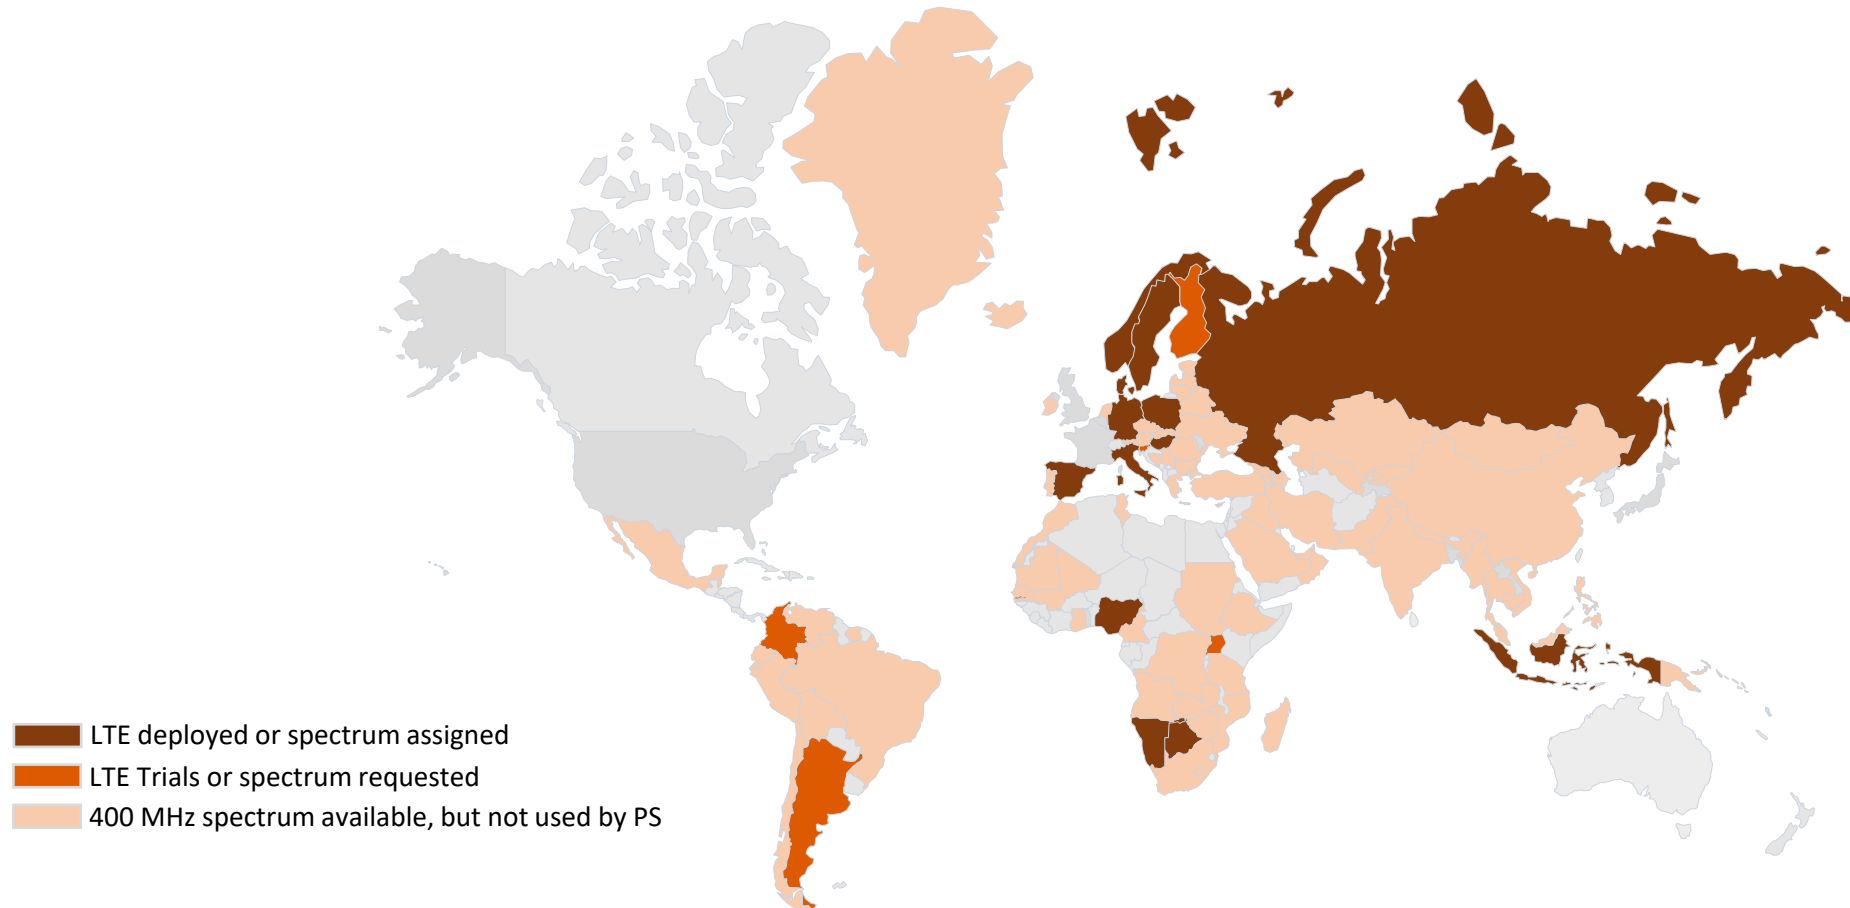 LTE deployed or spectrum assigned
LTE Trials or spectrum requested
400 MHz spectrum available, but not used by PS